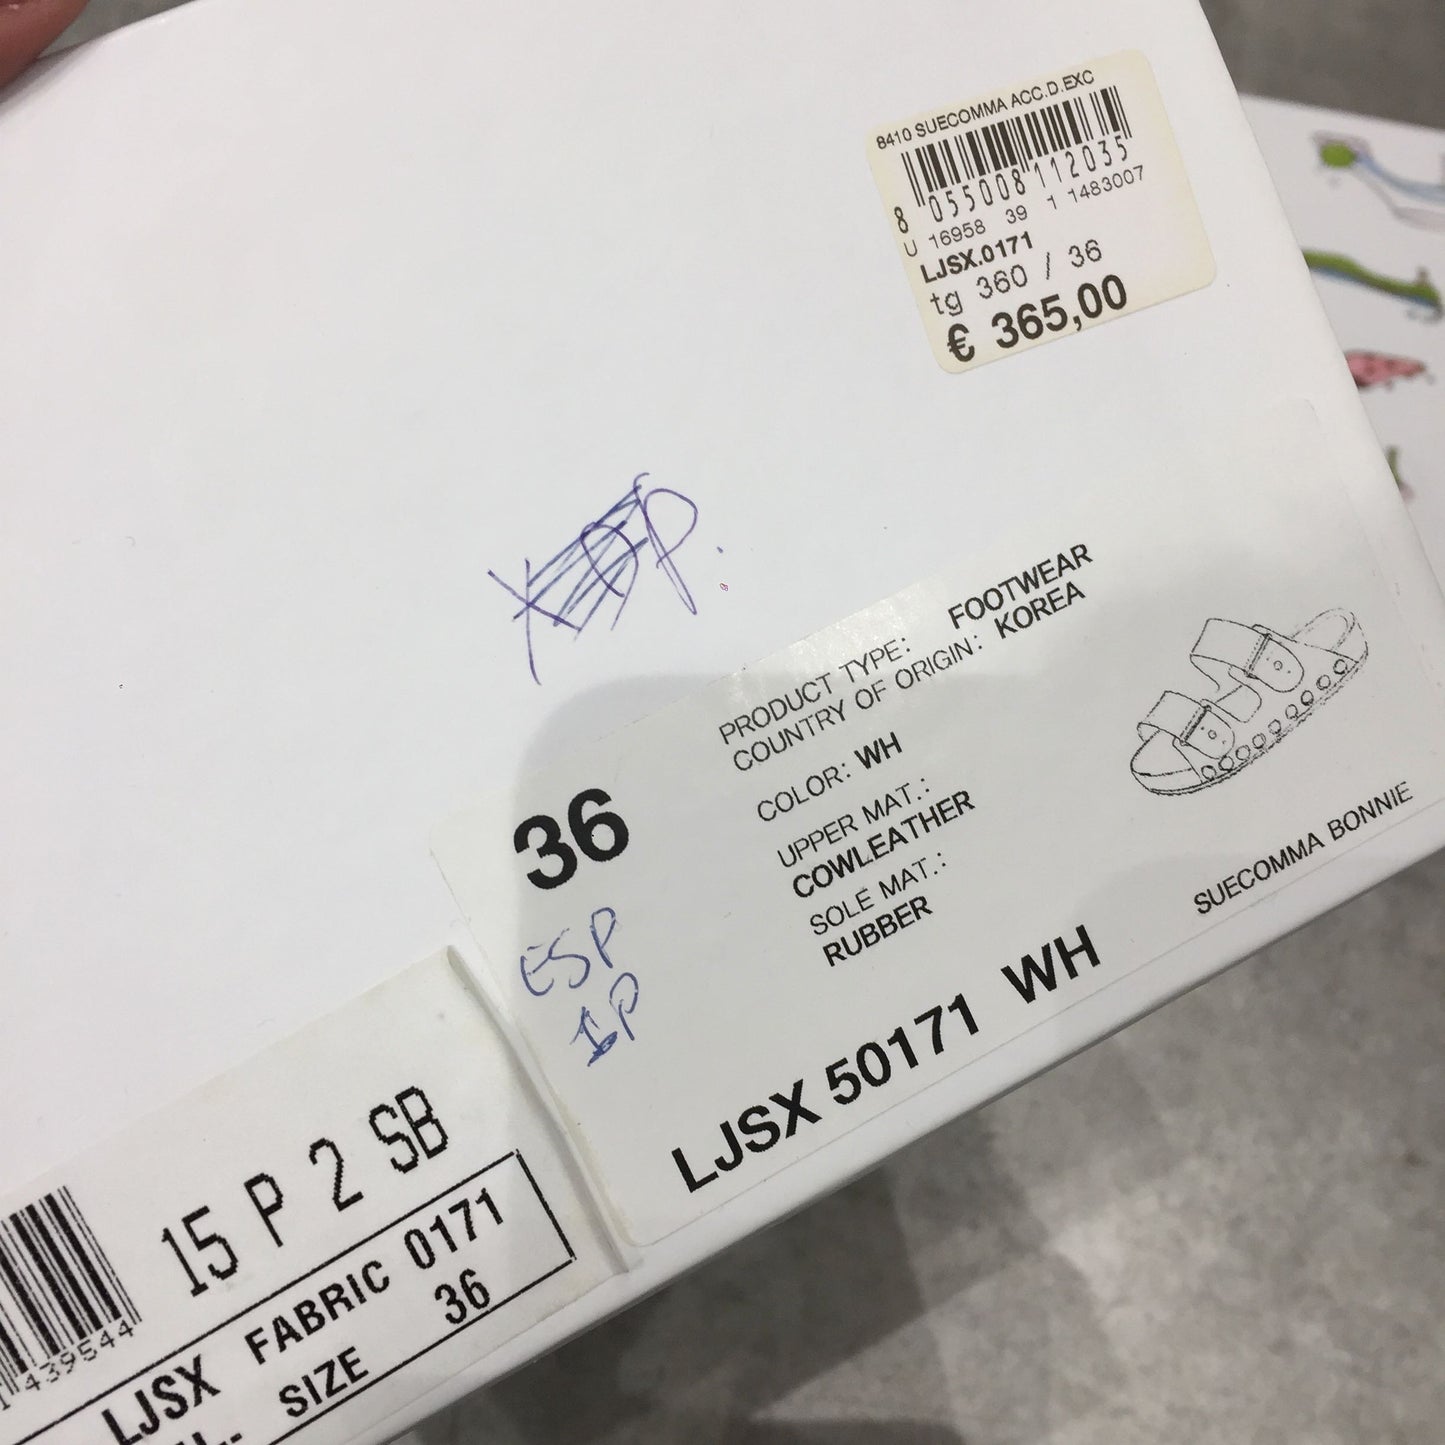 8410 SUECOMMA ACC.D.EXC
8 055008 112035
U 16958 39 1 1483007
LJSX.0171
tg 360 / 36
€ 365,00
PRODUCT TYPE: FOOTWEAR
COUNTRY OF ORIGIN: KOREA
COLOR: WH
UPPER MAT.:
COWLEATHER
SOLE MAT.:
RUBBER
36
ESP
SUECOMMA BONNIE
LJSX 50171 WH
15 P 2 SB
439544
LJSX FABRIC 0171
SIZE 36